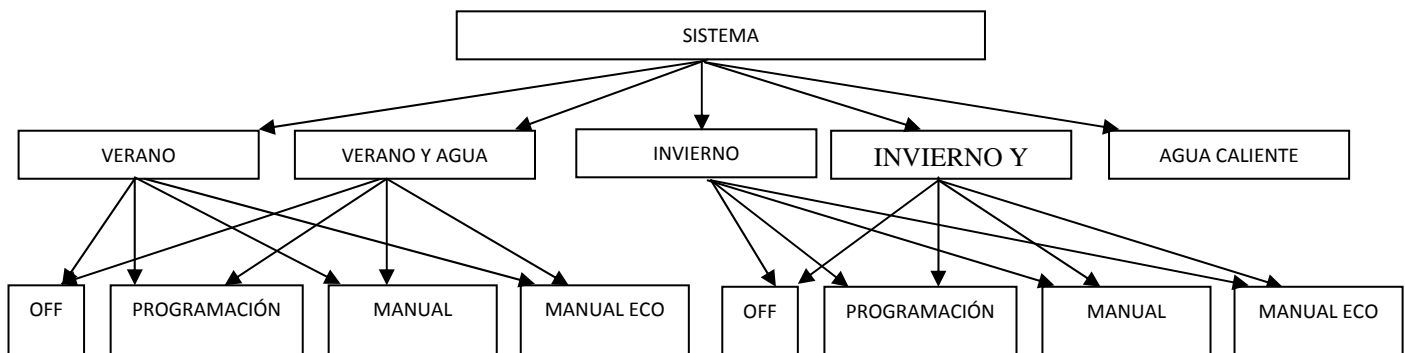 SISTEMA
VERANO
VERANO Y AGUA
INVIERNO
INVIERNO Y
AGUA CALIENTE
OFF
PROGRAMACIÓN
MANUAL
MANUAL ECO
OFF
PROGRAMACIÓN
MANUAL
MANUAL ECO